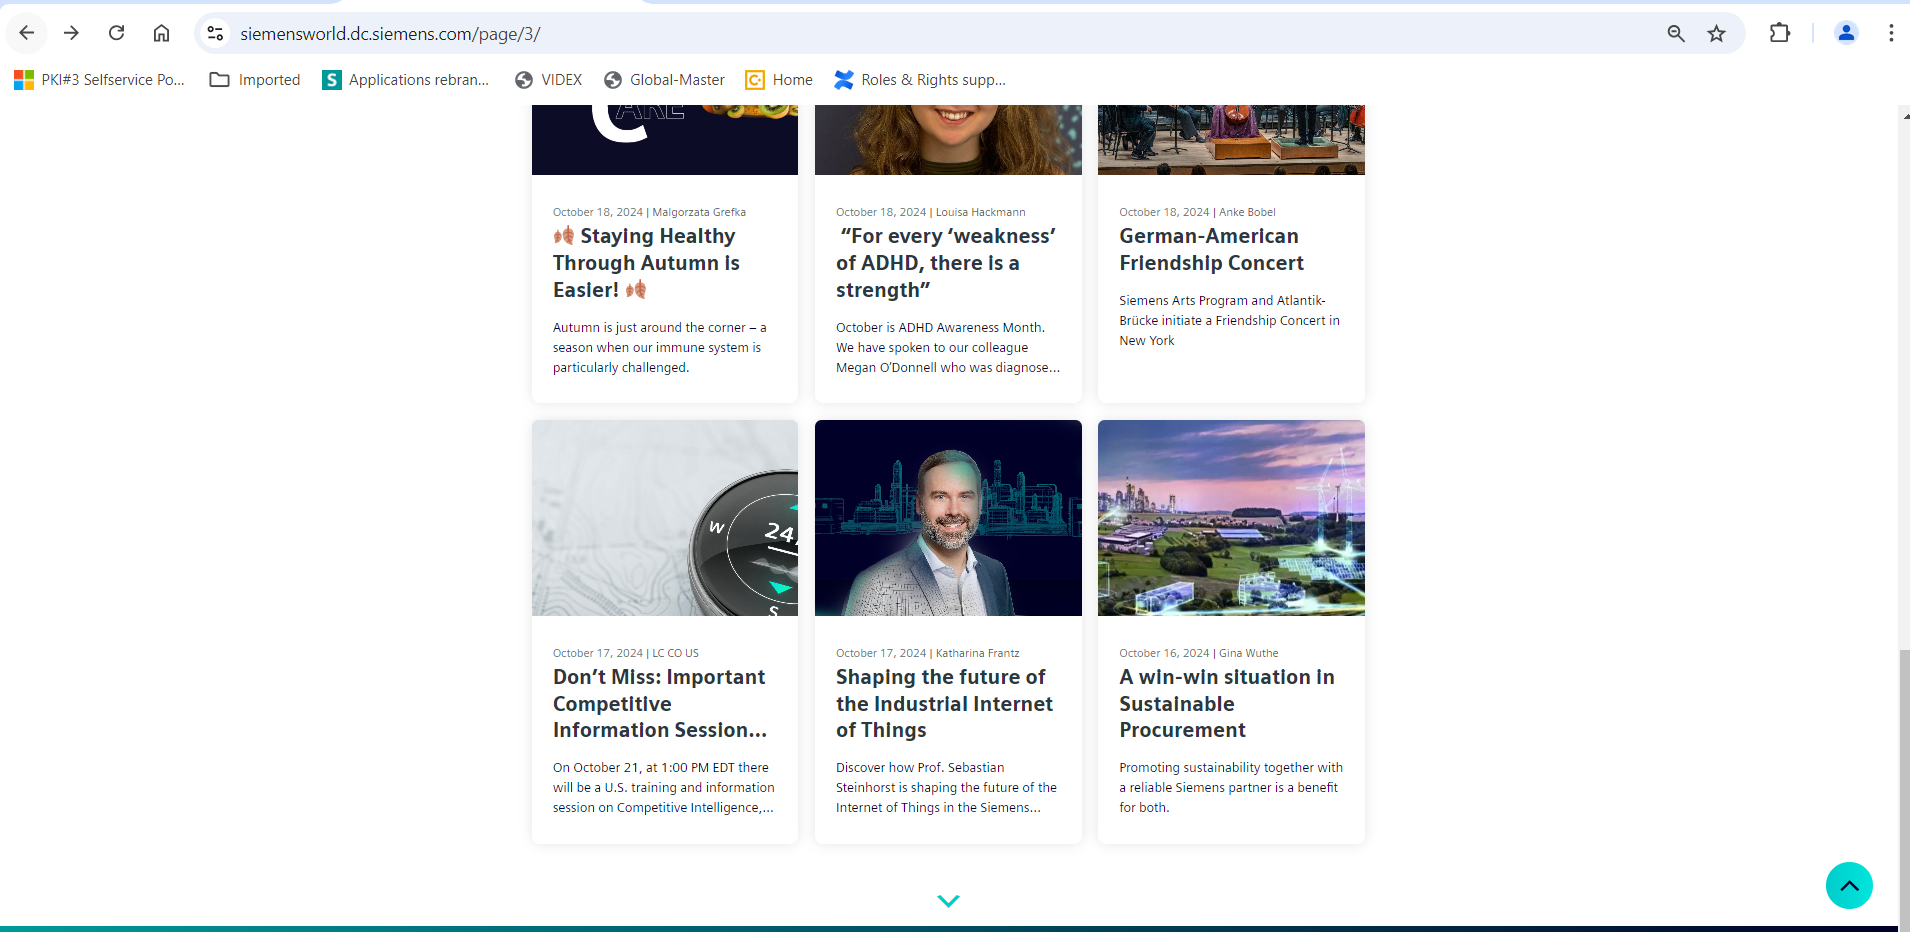 siemensworld.dc.siemens.com/page/3/
PKI#3 Selfservice Po...
Imported
S
Applications rebran...
VIDEX
Global-Master
C
Home
Roles & Rights supp...
C
ARE
October 18, 2024 | Malgorzata Grefka
🍂 Staying Healthy
Through Autumn is
Easier! 🍂
Autumn is just around the corner – a
season when our immune system is
particularly challenged.
October 18, 2024 | Louisa Hackmann
“For every ‘weakness’
of ADHD, there is a
strength”
October is ADHD Awareness Month.
We have spoken to our colleague
Megan O’Donnell who was diagnose...
October 18, 2024 | Anke Bobel
German-American
Friendship Concert
Siemens Arts Program and Atlantik-
Brücke initiate a Friendship Concert in
New York
W
24/
S
October 17, 2024 | LC CO US
Don’t Miss: Important
Competitive
Information Session...
On October 21, at 1:00 PM EDT there
will be a U.S. training and information
session on Competitive Intelligence,...
October 17, 2024 | Katharina Frantz
Shaping the future of
the Industrial Internet
of Things
Discover how Prof. Sebastian
Steinhorst is shaping the future of the
Internet of Things in the Siemens...
October 16, 2024 | Gina Wuthe
A win-win situation in
Sustainable
Procurement
Promoting sustainability together with
a reliable Siemens partner is a benefit
for both.